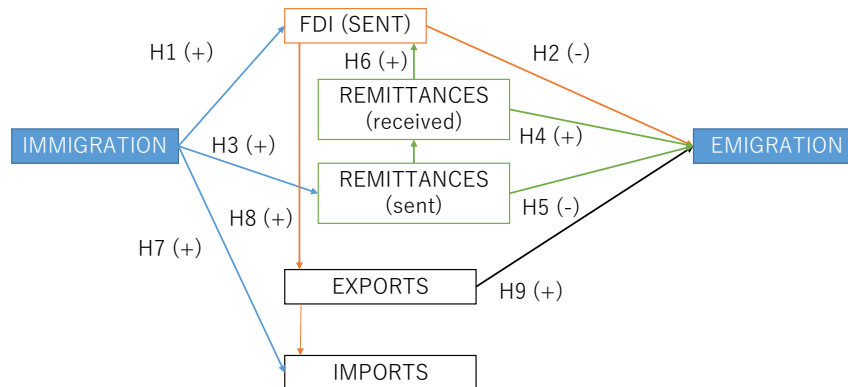 FDI (SENT)
H1 (+)
H6 (+)
H2 (-)
REMITTANCES
(received)
IMMIGRATION
H3 (+)
H4 (+)
EMIGRATION
REMITTANCES
(sent)
H8 (+)
H5 (-)
H7 (+)
EXPORTS
H9 (+)
IMPORTS